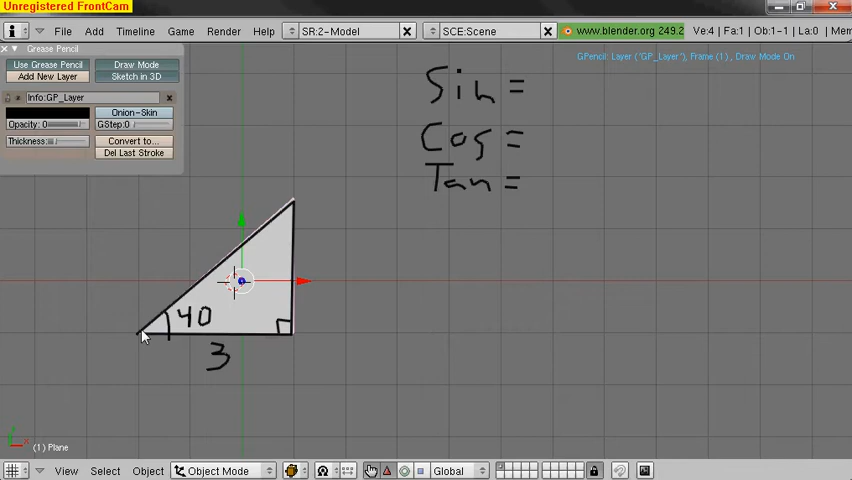 Unregistered FrontCam
File Add Timeline Game Render Help SR:2-Model SCE:Scene www.blender.org 249.2 Ve:4 | Fa:1 | Ob:1-1 | La:0 | Mem
Grease Pencil
Use Grease Pencil Draw Mode
Add New Layer Sketch in 3D
Info:GP_Layer
Onion-Skin
Opacity: 0 GStep:0
Thickness: Convert to...
Del Last Stroke
GPencil: Layer ("GP_Layer"), Frame (1) , Draw Mode On
Sin =
Cos =
Tan =
40
3
(1) Plane
View Select Object Object Mode Global